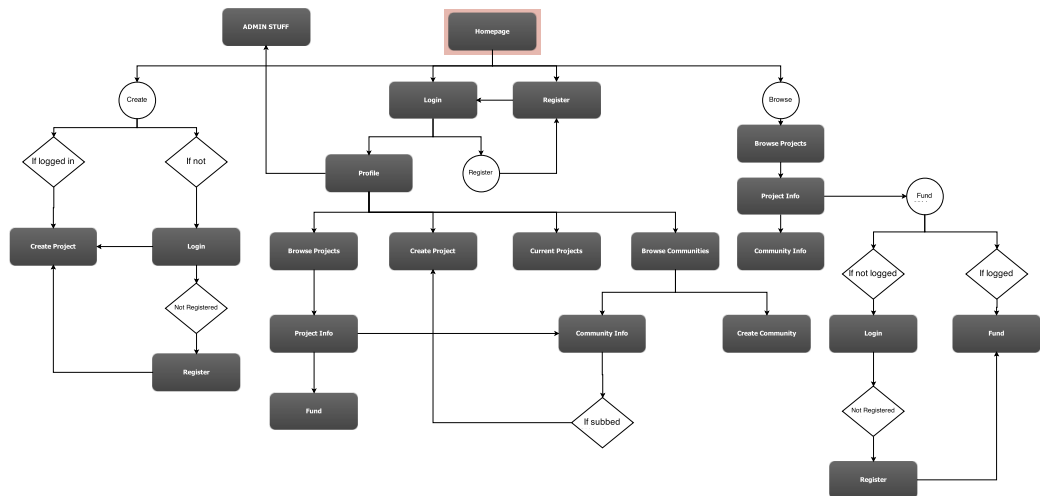 ADMIN STUFF
Homepage
Create
Login
Register
Browse
Browse Projects
If logged in
If not
Profile
Register
Project Info
Fund
Create Project
Login
Browse Projects
Create Project
Current Projects
Browse Communities
Community Info
If not logged
If logged
Not Registered
Project Info
Community Info
Create Community
Login
Fund
Register
Fund
If subbed
Not Registered
Register